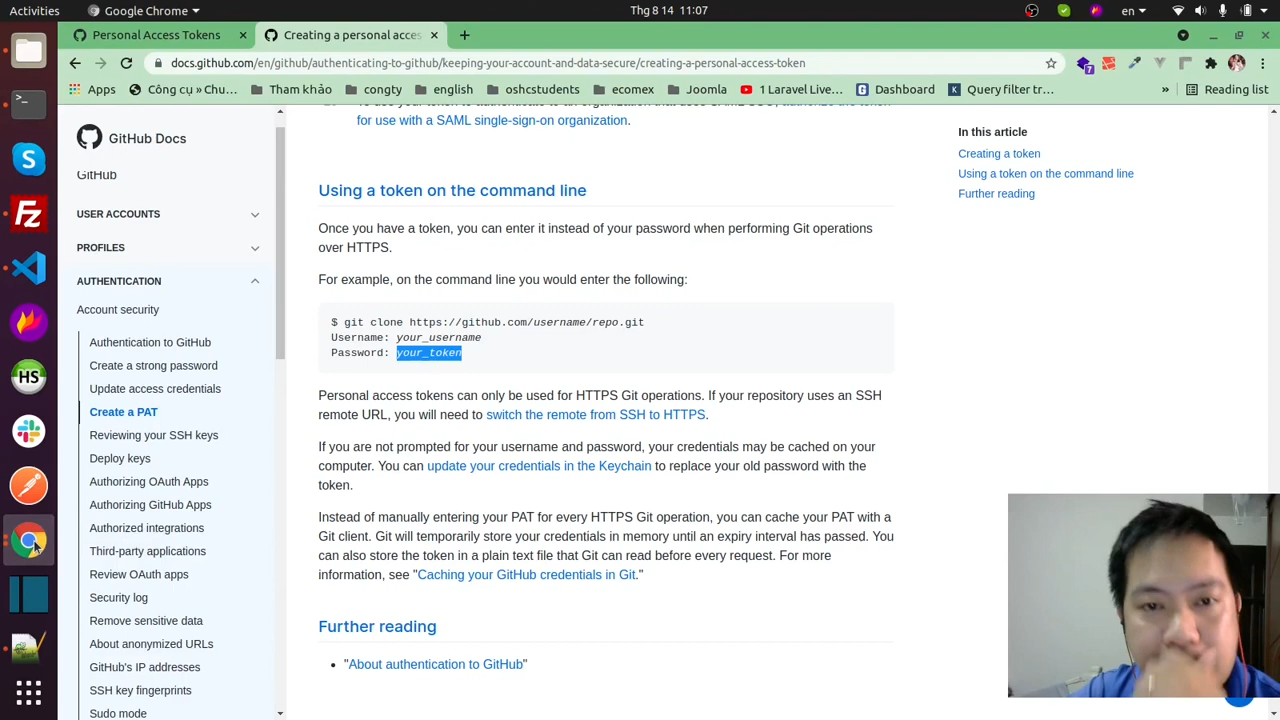 Activities
Google Chrome
Thg 8 14 11:07
en
Personal Access Tokens
Creating a personal acces
docs.github.com/en/github/authenticating-to-github/keeping-your-account-and-data-secure/creating-a-personal-access-token
Apps
Công cụ » Chu…
Tham khảo
congty
english
oshcstudents
ecomex
Joomla
1 Laravel Live…
Dashboard
Query filter tr…
»
Reading list
GitHub Docs
GitHub
USER ACCOUNTS
PROFILES
AUTHENTICATION
Account security
Authentication to GitHub
Create a strong password
Update access credentials
Create a PAT
Reviewing your SSH keys
Deploy keys
Authorizing OAuth Apps
Authorizing GitHub Apps
Authorized integrations
Third-party applications
Review OAuth apps
Security log
Remove sensitive data
About anonymized URLs
GitHub's IP addresses
SSH key fingerprints
Sudo mode
for use with a SAML single-sign-on organization.
Using a token on the command line
Once you have a token, you can enter it instead of your password when performing Git operations
over HTTPS.
For example, on the command line you would enter the following:
$ git clone https://github.com/username/repo.git
Username: your_username
Password: your_token
Personal access tokens can only be used for HTTPS Git operations. If your repository uses an SSH
remote URL, you will need to switch the remote from SSH to HTTPS.
If you are not prompted for your username and password, your credentials may be cached on your
computer. You can update your credentials in the Keychain to replace your old password with the
token.
Instead of manually entering your PAT for every HTTPS Git operation, you can cache your PAT with a
Git client. Git will temporarily store your credentials in memory until an expiry interval has passed. You
can also store the token in a plain text file that Git can read before every request. For more
information, see "Caching your GitHub credentials in Git."
Further reading
"About authentication to GitHub"
In this article
Creating a token
Using a token on the command line
Further reading